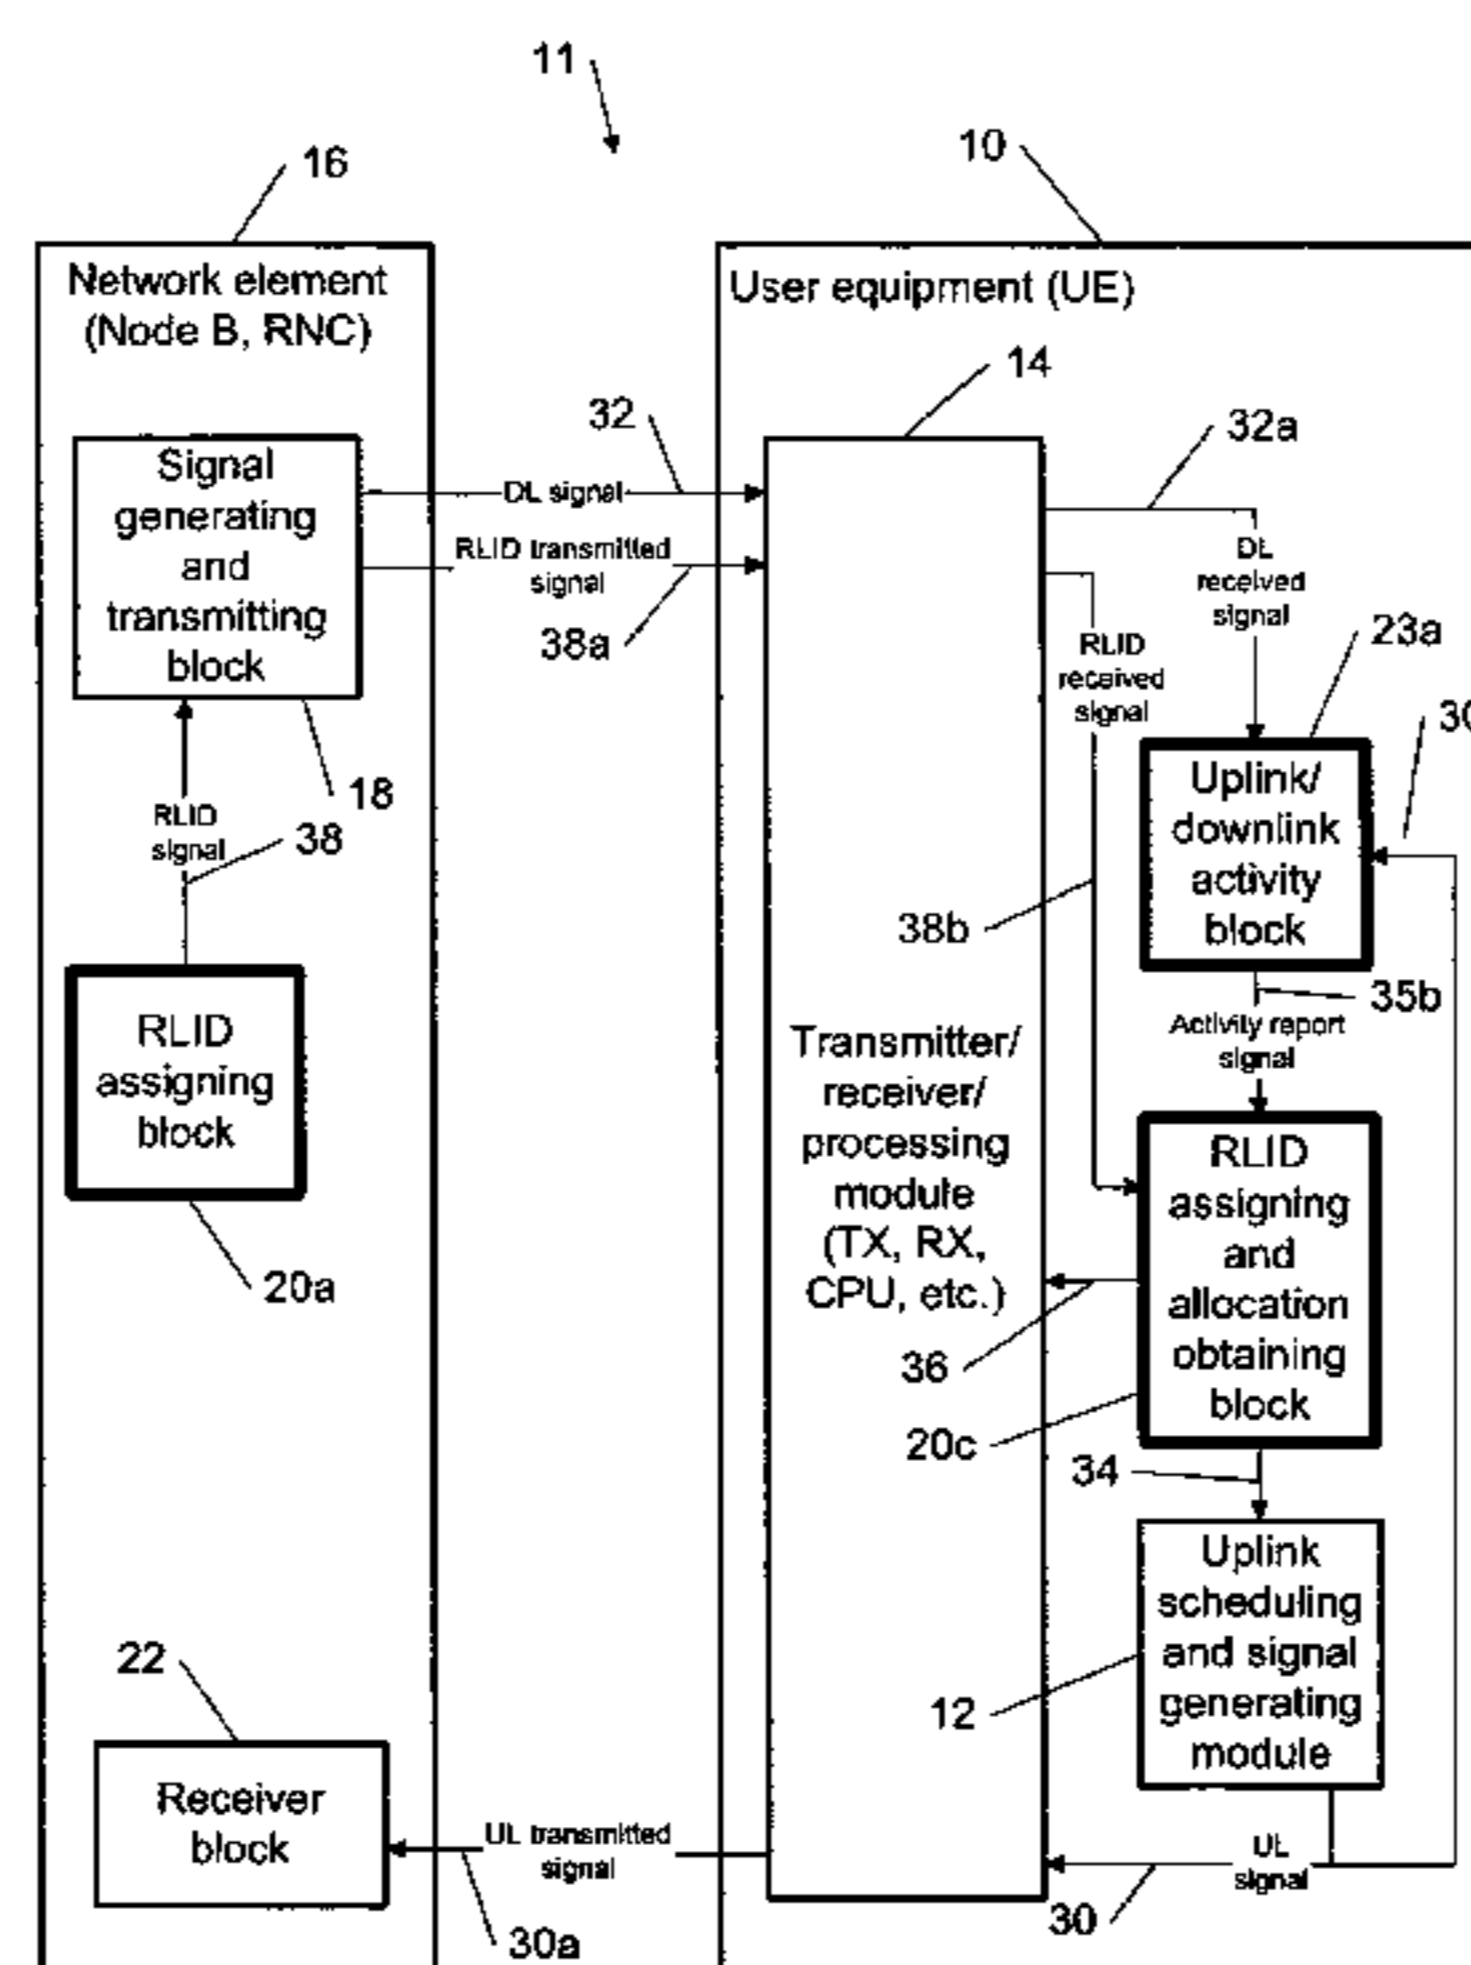 11
16
10
Network element
(Node B, RNC)
User equipment (UE)
14
32
32a
Signal
generating
and
transmitting
block
DL signal
RLID transmitted
signal
38a
DL
received
signal
RLID
received
signal
23a
30
18
RLID
signal
38
Uplink/
downlink
activity
block
38b
35b
Activity report
signal
RLID
assigning
block
20a
Transmitter/
receiver/
processing
module
(TX, RX,
CPU, etc.)
RLID
assigning
and
allocation
obtaining
block
36
20c
34
Uplink
scheduling
and signal
generating
module
12
22
Receiver
block
UL transmitted
signal
30a
UL
signal
30